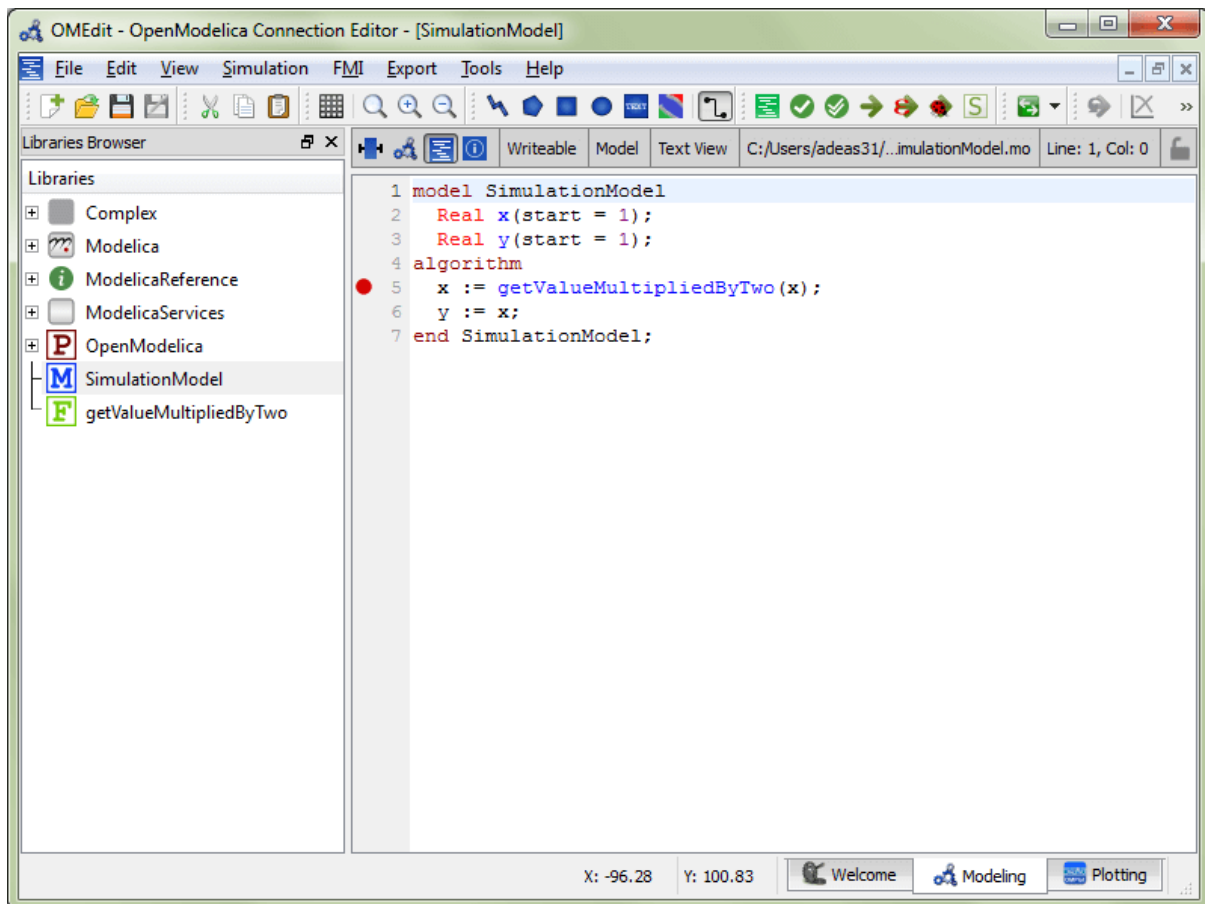 OMEdit - OpenModelica Connection Editor - [SimulationModel]
File Edit View Simulation FMI Export Tools Help
TEXT S »
Libraries Browser
Writeable Model Text View C:/Users/adeas31/...imulationModel.mo Line: 1, Col: 0
Libraries
Complex
Modelica
ModelicaReference
ModelicaServices
P OpenModelica
M SimulationModel
F getValueMultipliedByTwo
1 model SimulationModel
2 Real x(start = 1);
3 Real y(start = 1);
4 algorithm
5 x := getValueMultipliedByTwo(x);
6 y := x;
7 end SimulationModel;
X: -96.28 Y: 100.83 Welcome Modeling Plotting